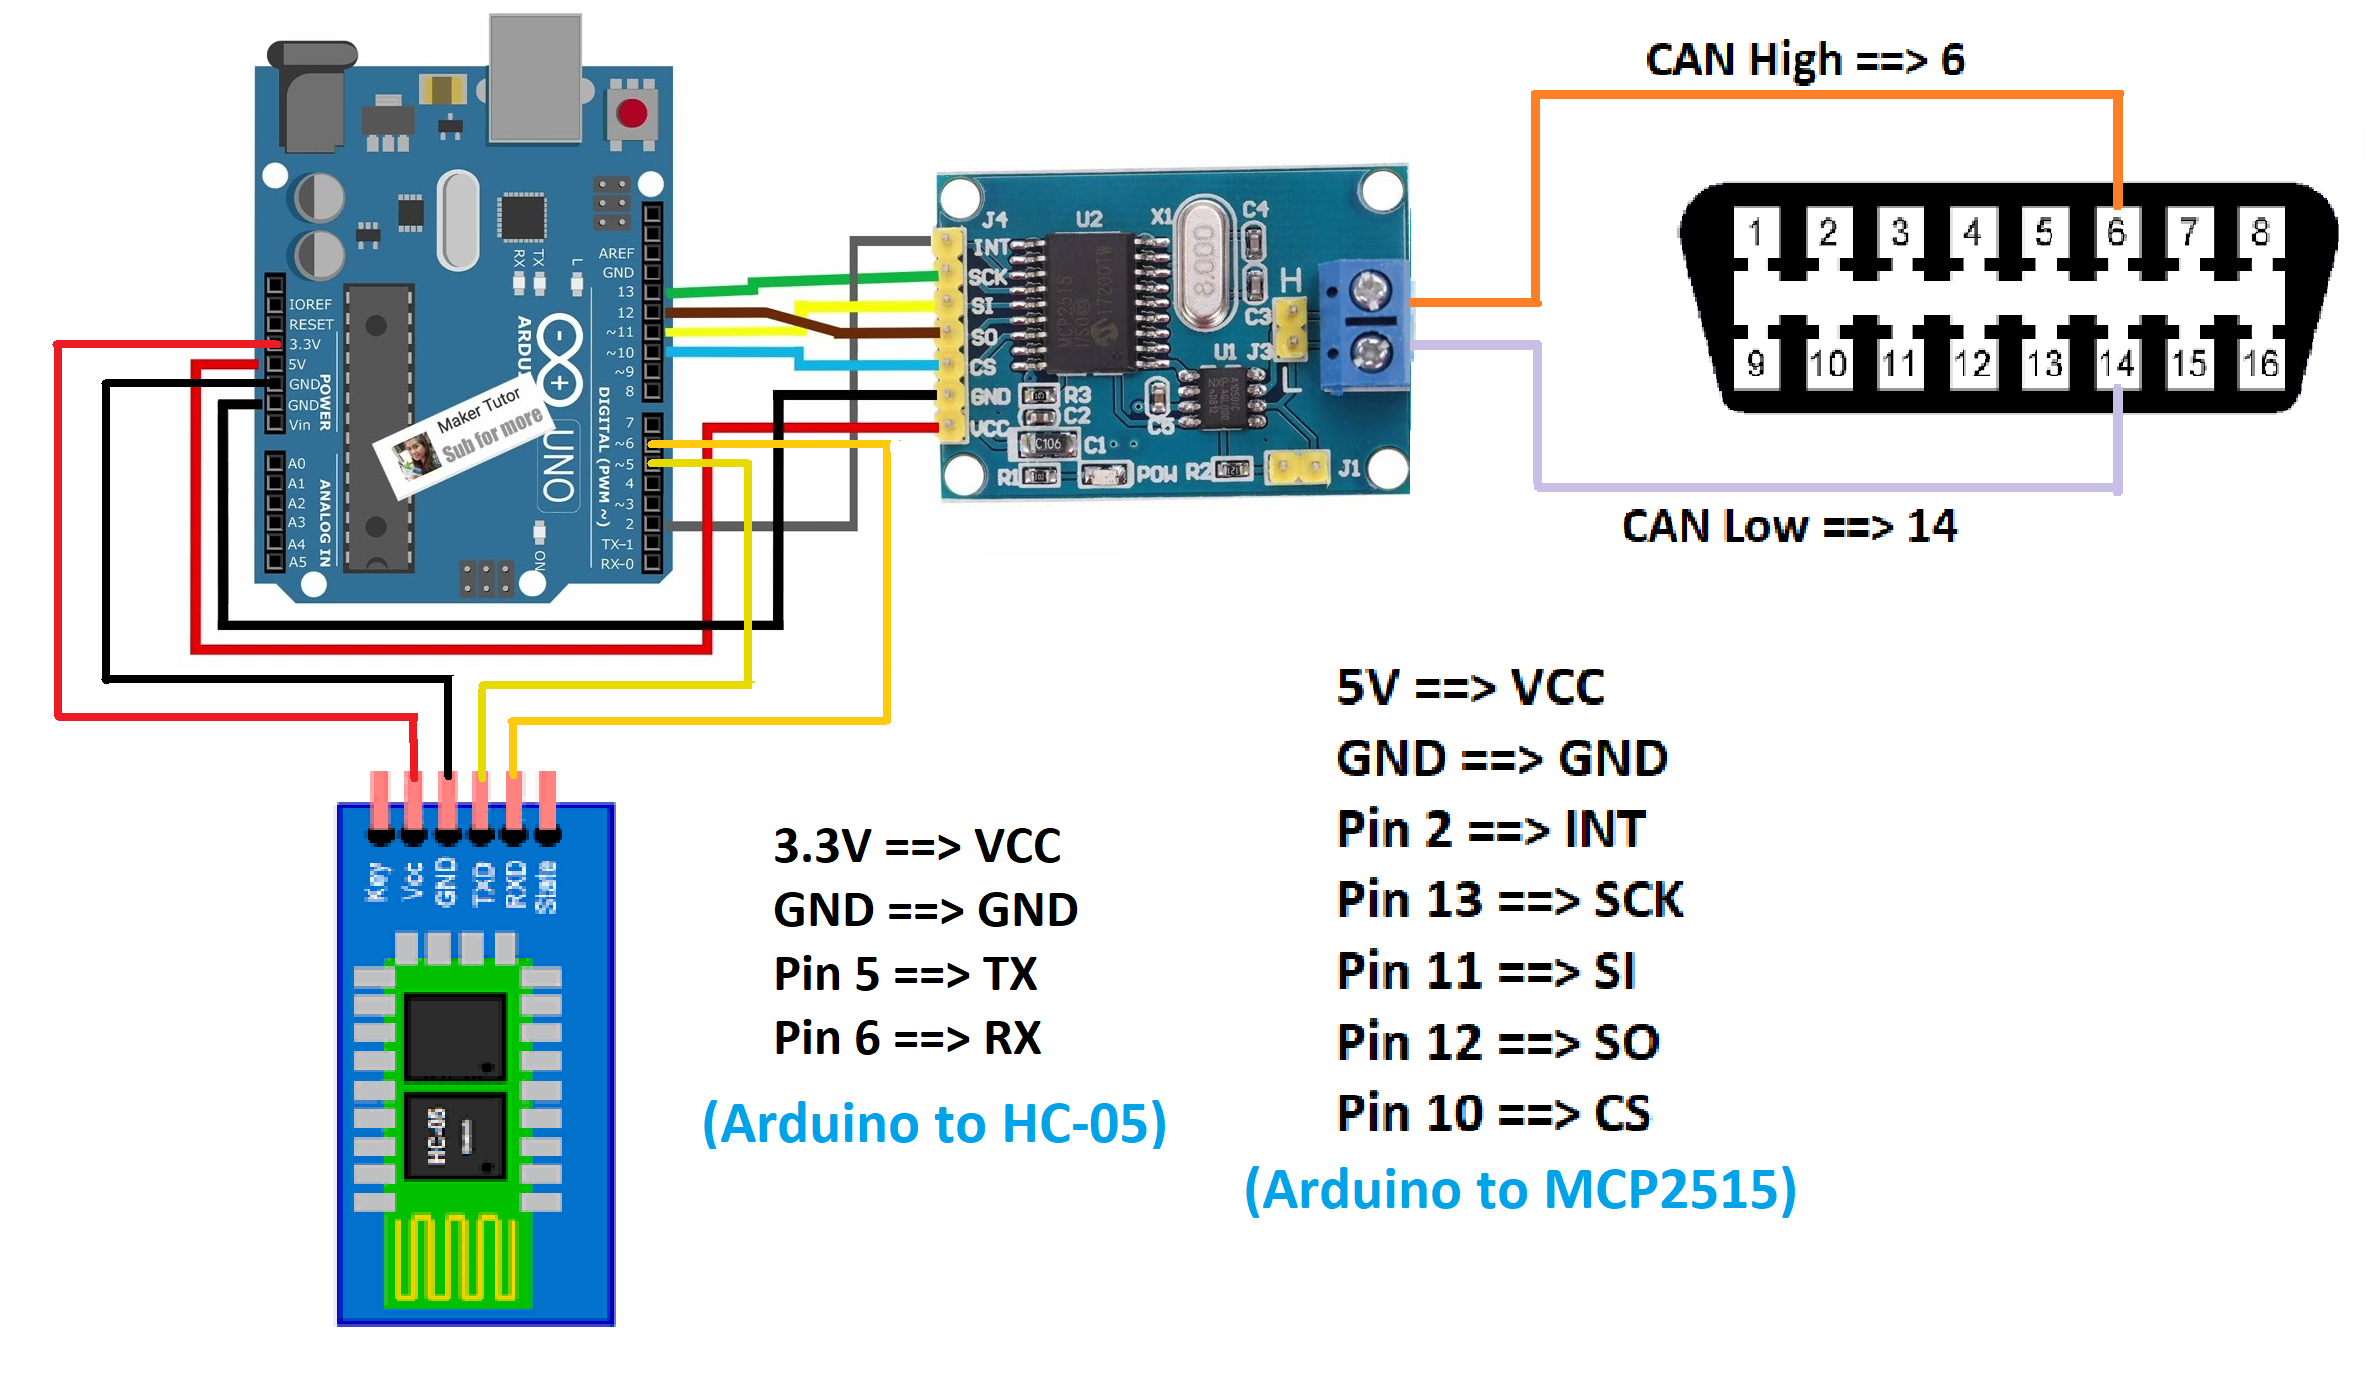 CAN High ==> 6
RX
TX
L
AREF
GND
13
12
~11
~10
~9
8
7
~6
~5
4
~3
2
TX-1
RX-0
IOREF
RESET
3.3V
5V
GND
GND
Vin
A0
A1
A2
A3
A4
A5
POWER
ANALOG IN
DIGITAL (PWM ~)
UNO
ON
Maker Tutor
Sub for more
J4
INT
SCK
SI
SO
CS
GND
VCC
U2
MCP2515
X1
8.000
C4
C3
H
J3
L
U1
R3
C2
C106
C1
C5
R1
POW
R2
J1
1 2 3 4 5 6 7 8
9 10 11 12 13 14 15 16
CAN Low ==> 14
Key
Vcc
GND
TXD
RXD
State
HC-05
3.3V ==> VCC
GND ==> GND
Pin 5 ==> TX
Pin 6 ==> RX
(Arduino to HC-05)
5V ==> VCC
GND ==> GND
Pin 2 ==> INT
Pin 13 ==> SCK
Pin 11 ==> SI
Pin 12 ==> SO
Pin 10 ==> CS
(Arduino to MCP2515)